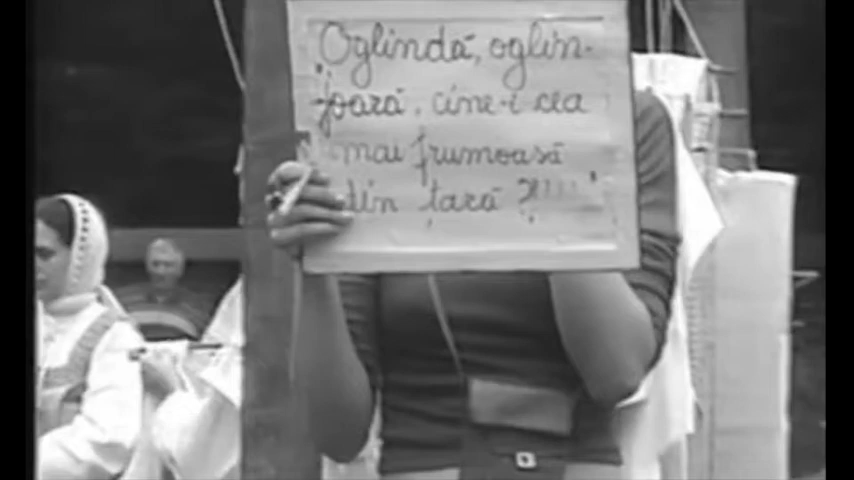 Oglindă, oglin-
joară, cine-i cea
mai frumoasă
din țară ?!!!!!